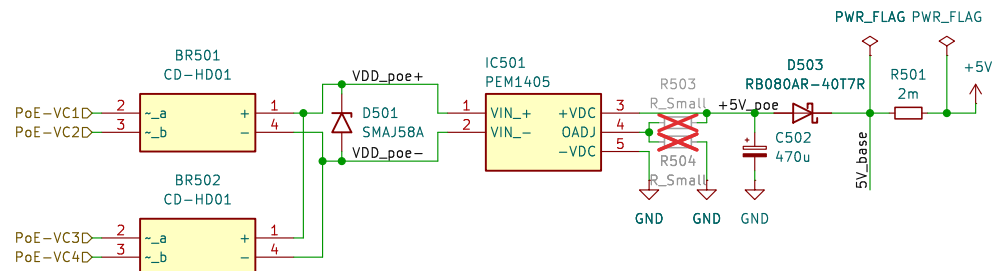 PWR_FLAG PWR_FLAG
BR501
CD-HD01
PoE-VC1 2 ~_a + 1
PoE-VC2 3 ~_b - 4
VDD_poe+
D501
SMAJ58A
VDD_poe-
IC501
PEM1405
1 VIN_+ +VDC 3
2 VIN_- OADJ 4
-VDC 5
R503
R_Small
R504
R_Small
GND GND GND
+5V_poe
D503
RB080AR-40T7R
C502
470u
+
5V_base
R501
2m
+5V
BR502
CD-HD01
PoE-VC3 2 ~_a + 1
PoE-VC4 3 ~_b - 4